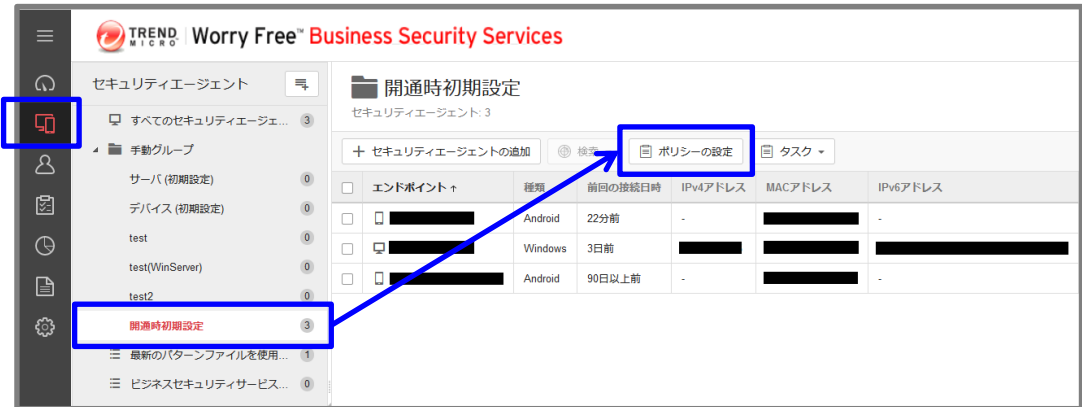 TREND MICRO Worry Free™ Business Security Services
セキュリティエージェント
すべてのセキュリティエージェ... 3
手動グループ
サーバ (初期設定) 0
デバイス (初期設定) 0
test 0
test(WinServer) 0
test2 0
開通時初期設定 3
最新のパターンファイルを使用... 1
ビジネスセキュリティサービス... 0
開通時初期設定
セキュリティエージェント: 3
+ セキュリティエージェントの追加 検索 ポリシーの設定 タスク
エンドポイント ↑ 種類 前回の接続日時 IPv4アドレス MACアドレス IPv6アドレス
Android 22分前 - -
Windows 3日前
Android 90日以上前 - -